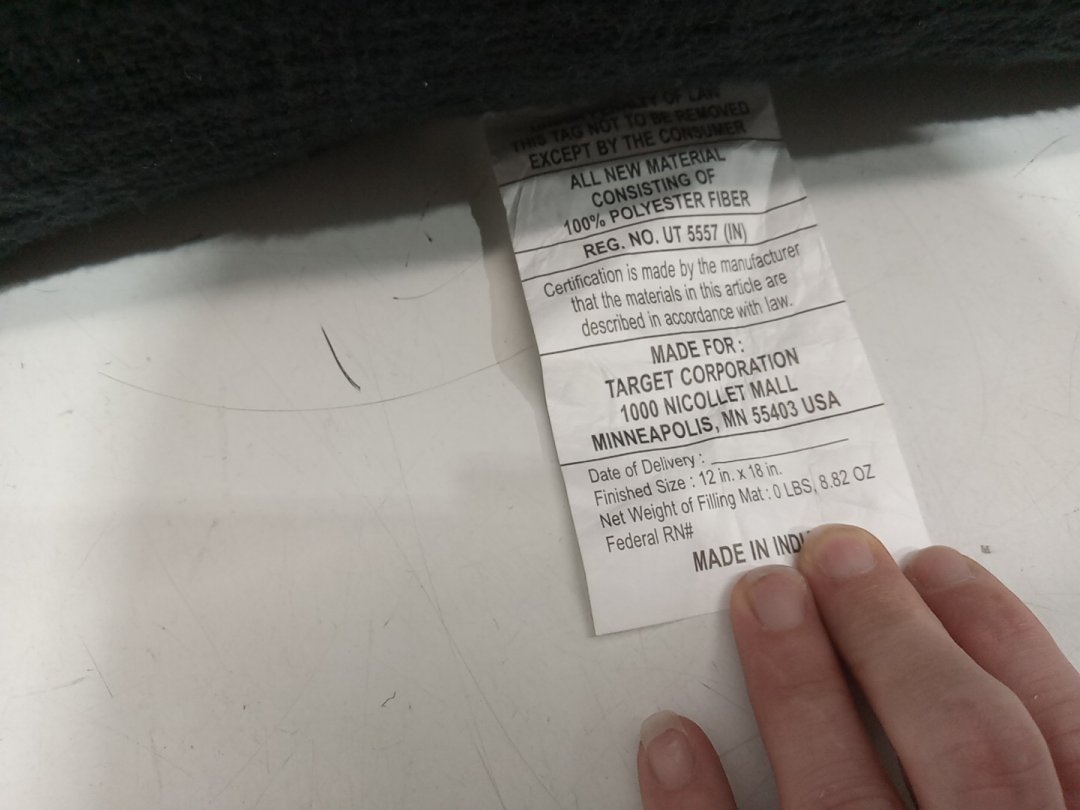 OF LAW
THIS TAG NOT TO BE REMOVED
EXCEPT BY THE CONSUMER
ALL NEW MATERIAL
CONSISTING OF
100% POLYESTER FIBER
REG. NO. UT 5557 (IN)
Certification is made by the manufacturer
that the materials in this article are
described in accordance with law.
MADE FOR :
TARGET CORPORATION
1000 NICOLLET MALL
MINNEAPOLIS, MN 55403 USA
Date of Delivery :
Finished Size : 12 in. x 18 in.
Net Weight of Filling Mat : 0 LBS, 8.82 OZ
Federal RN#
MADE IN